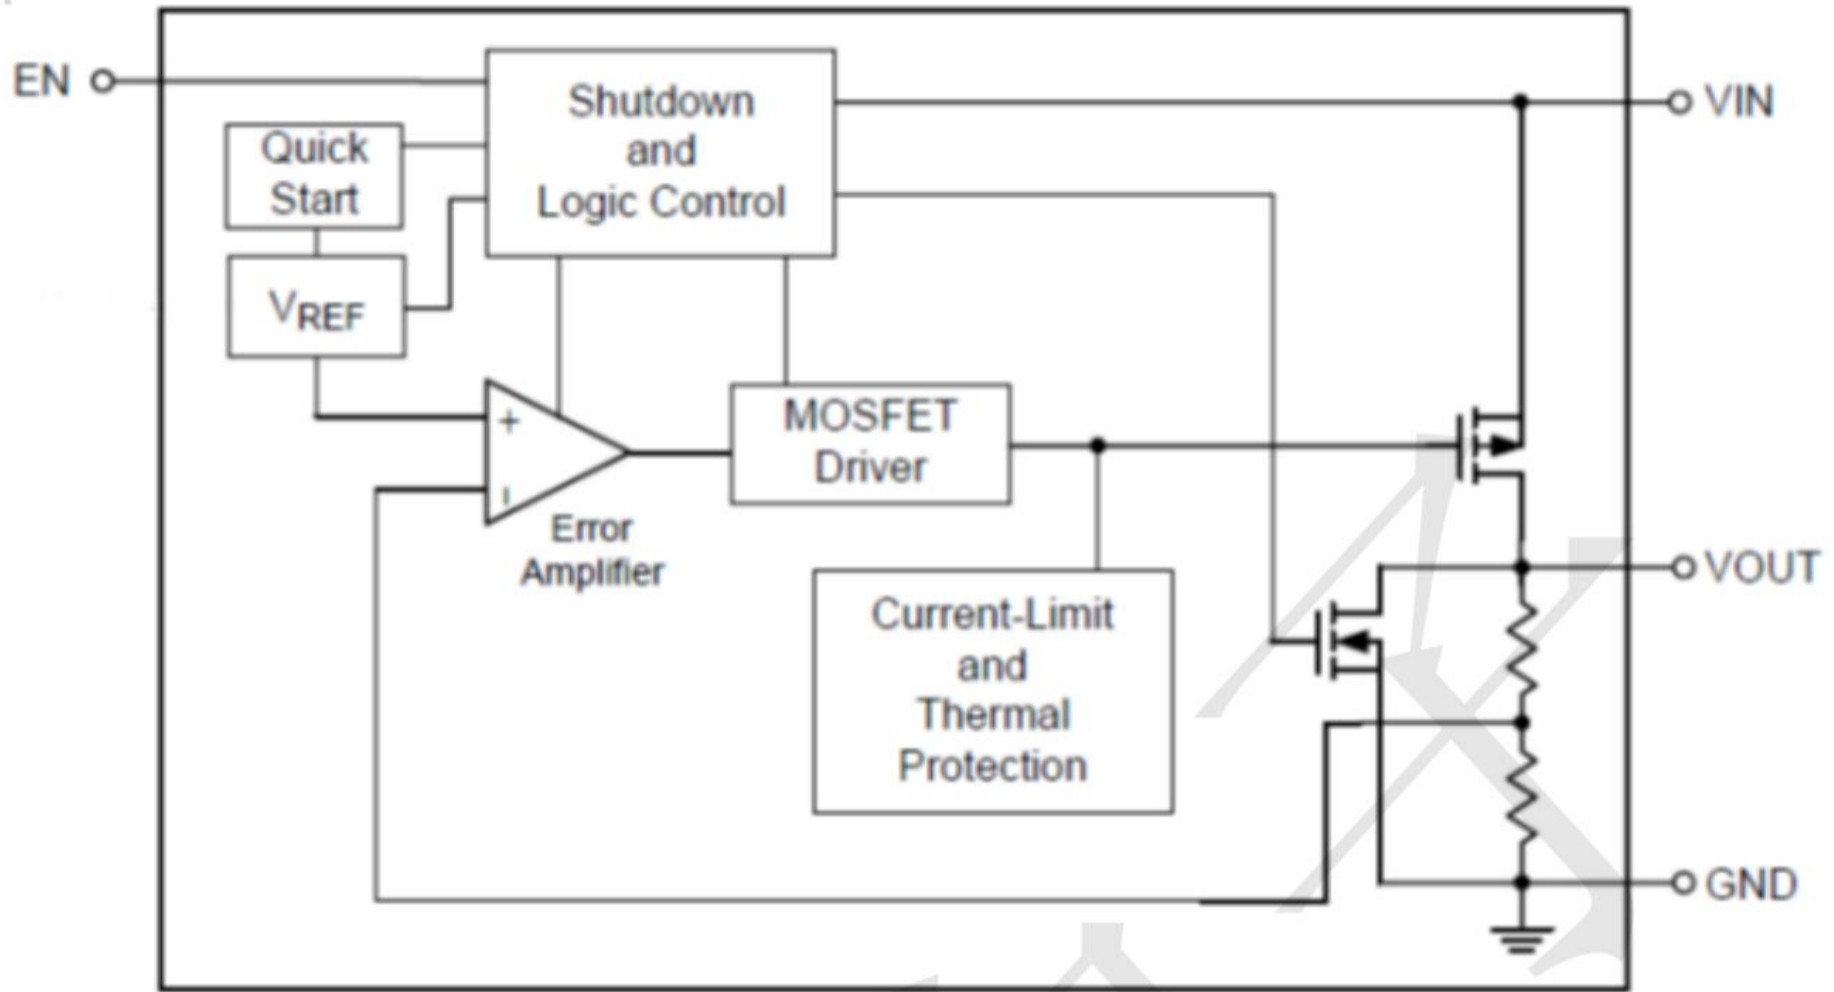 EN
Shutdown
and
Logic Control
VIN
Quick
Start
VREF
+
-
MOSFET
Driver
Error
Amplifier
VOUT
Current-Limit
and
Thermal
Protection
GND